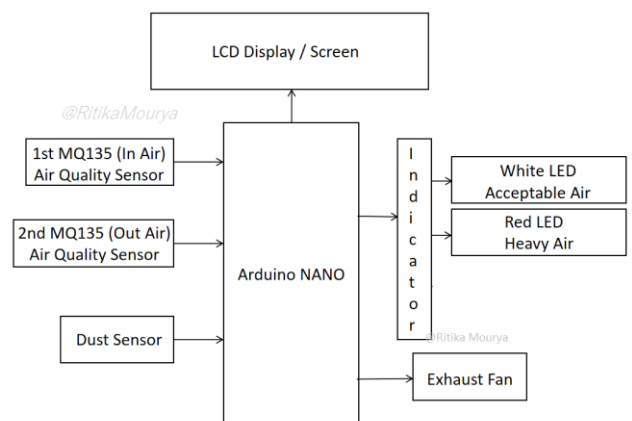 LCD Display / Screen
@RitikaMourya
1st MQ135 (In Air)
Air Quality Sensor
2nd MQ135 (Out Air)
Air Quality Sensor
Dust Sensor
Arduino NANO
Indicator
White LED
Acceptable Air
Red LED
Heavy Air
@Ritika Mourya
Exhaust Fan